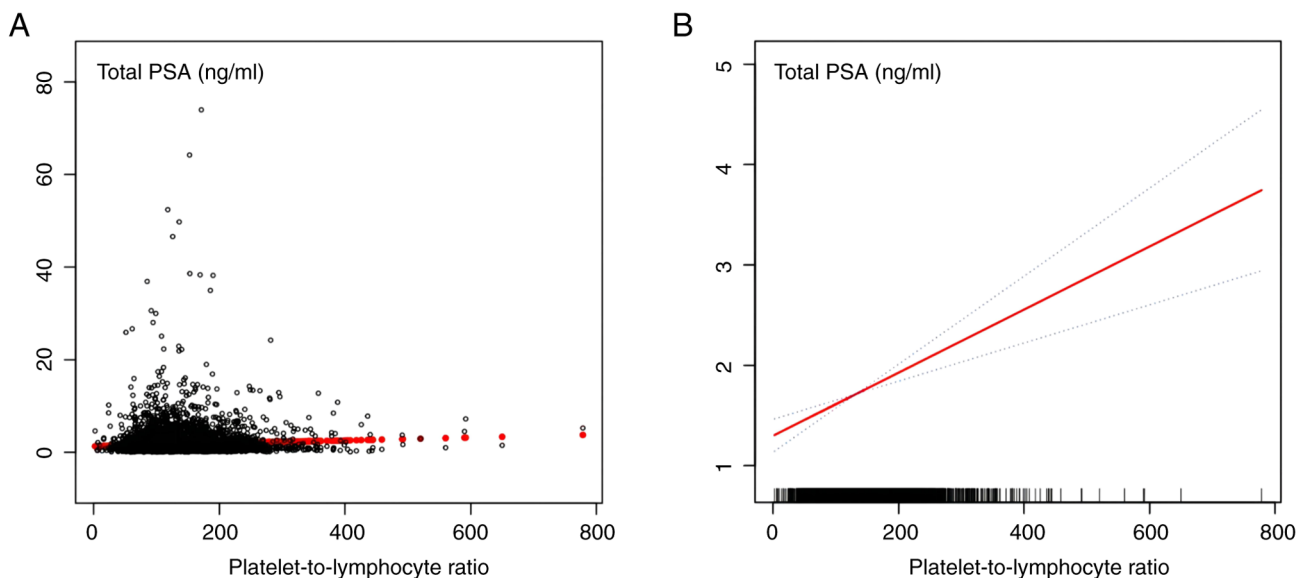 A
Total PSA (ng/ml)
80
60
40
20
0
0 200 400 600 800
Platelet-to-lymphocyte ratio
B
Total PSA (ng/ml)
5
4
3
2
1
0 200 400 600 800
Platelet-to-lymphocyte ratio